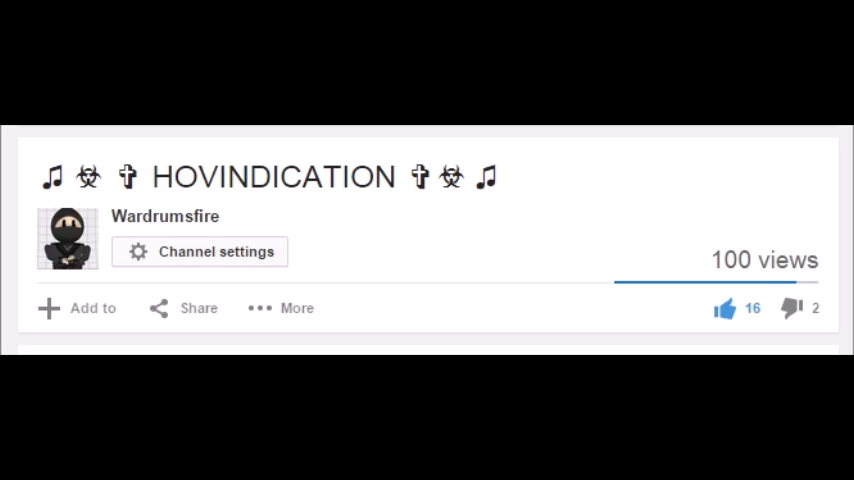 ♫ ☣ ✞ HOVINDICATION ✞ ☣ ♫
Wardrumsfire
Channel settings
100 views
Add to Share More 16 2